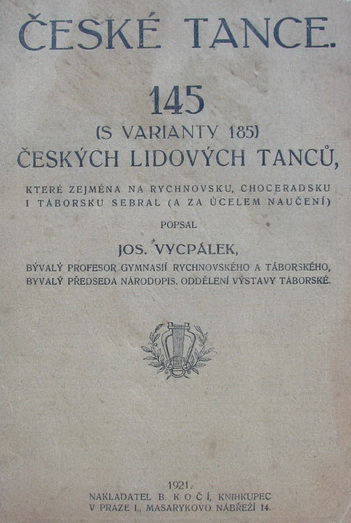 ČESKÉ TANCE.
145
(S VARIANTY 185)
ČESKÝCH LIDOVÝCH TANCŮ,
KTERÉ ZEJMÉNA NA RYCHNOVSKU, CHOCERADSKU
I TÁBORSKU SEBRAL (A ZA ÚČELEM NAUČENÍ)
POPSAL
JOS. VYCPÁLEK,
BÝVALÝ PROFESOR GYMNASIÍ RYCHNOVSKÉHO A TÁBORSKÉHO,
BYVALÝ PŘEDSEDA NÁRODOPIS. ODDĚLENÍ VÝSTAVY TÁBORSKÉ.
1921.
NAKLADATEL B. KOČÍ, KNIHKUPEC
V PRAZE I., MASARYKOVO NÁBŘEŽÍ 14.